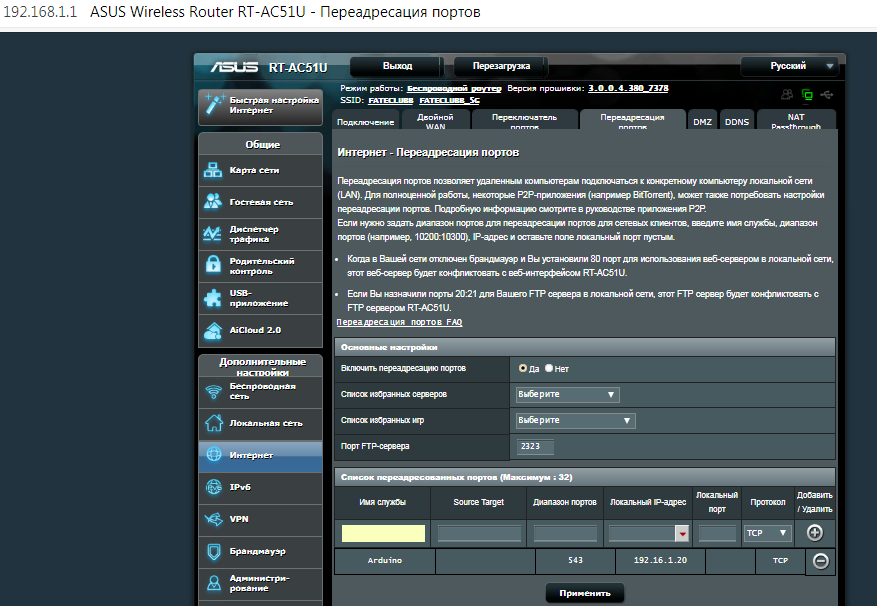 192.168.1.1 ASUS Wireless Router RT-AC51U - Переадресация портов
ASUS RT-AC51U
Выход
Перезагрузка
Русский
Режим работы: Беспроводной роутер Версия прошивки: 3.0.0.4.380_7378
SSID: FATECLUBB FATECLUBB_5G
Быстрая настройка
Интернет
Общие
Карта сети
Гостевая сеть
Диспетчер
трафика
Родительский
контроль
USB-
приложение
AiCloud 2.0
Дополнительные
настройки
Беспроводная
сеть
Локальная сеть
Интернет
IPv6
VPN
Брандмауэр
Администри-
рование
Подключение
Двойной
WAN
Переключатель
портов
Переадресация
портов
DMZ
DDNS
NAT
Passthrough
Интернет - Переадресация портов
Переадресация портов позволяет удаленным компьютерам подключаться к конкретному компьютеру локальной сети
(LAN). Для полноценной работы, некоторые P2P-приложения (например BitTorrent), может также потребовать настройки
переадресации портов. Подробную информацию смотрите в руководстве приложения P2P.
Если нужно задать диапазон портов для переадресации портов для сетевых клиентов, введите имя службы, диапазон
портов (например, 10200:10300), IP-адрес и оставьте поле локальный порт пустым.
• Когда в Вашей сети отключен брандмауэр и Вы установили 80 порт для использования веб-сервером в локальной сети,
этот веб-сервер будет конфликтовать с веб-интерфейсом RT-AC51U.
• Если Вы назначили порты 20:21 для Вашего FTP сервера в локальной сети, этот FTP сервер будет конфликтовать с
FTP сервером RT-AC51U.
Переадресация портов FAQ
Основные настройки
Включить переадресацию портов
Да Нет
Список избранных серверов
Выберите
Список избранных игр
Выберите
Порт FTP-сервера
2323
Список переадресованных портов (Максимум : 32)
Имя службы
Source Target
Диапазон портов
Локальный IP-адрес
Локальный
порт
Протокол
Добавить
/ Удалить
TCP
Arduino 543 192.16.1.20 TCP
Применить